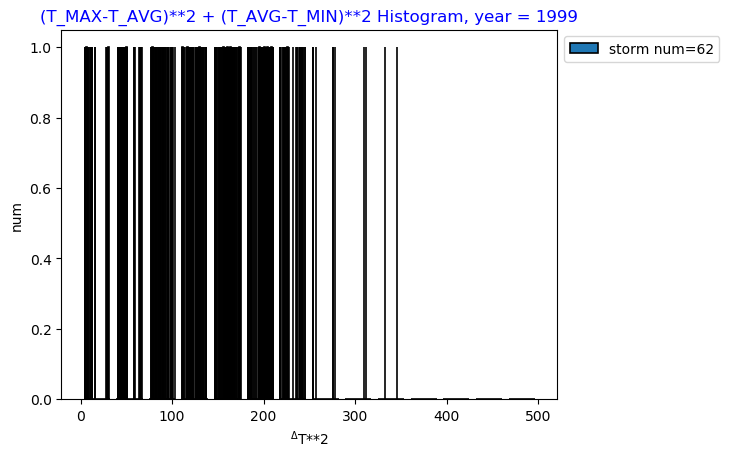 (T_MAX-T_AVG)**2 + (T_AVG-T_MIN)**2 Histogram, year = 1999
storm num=62
1.0
0.8
0.6
0.4
0.2
0.0
num
0 100 200 300 400 500
ΔT**2